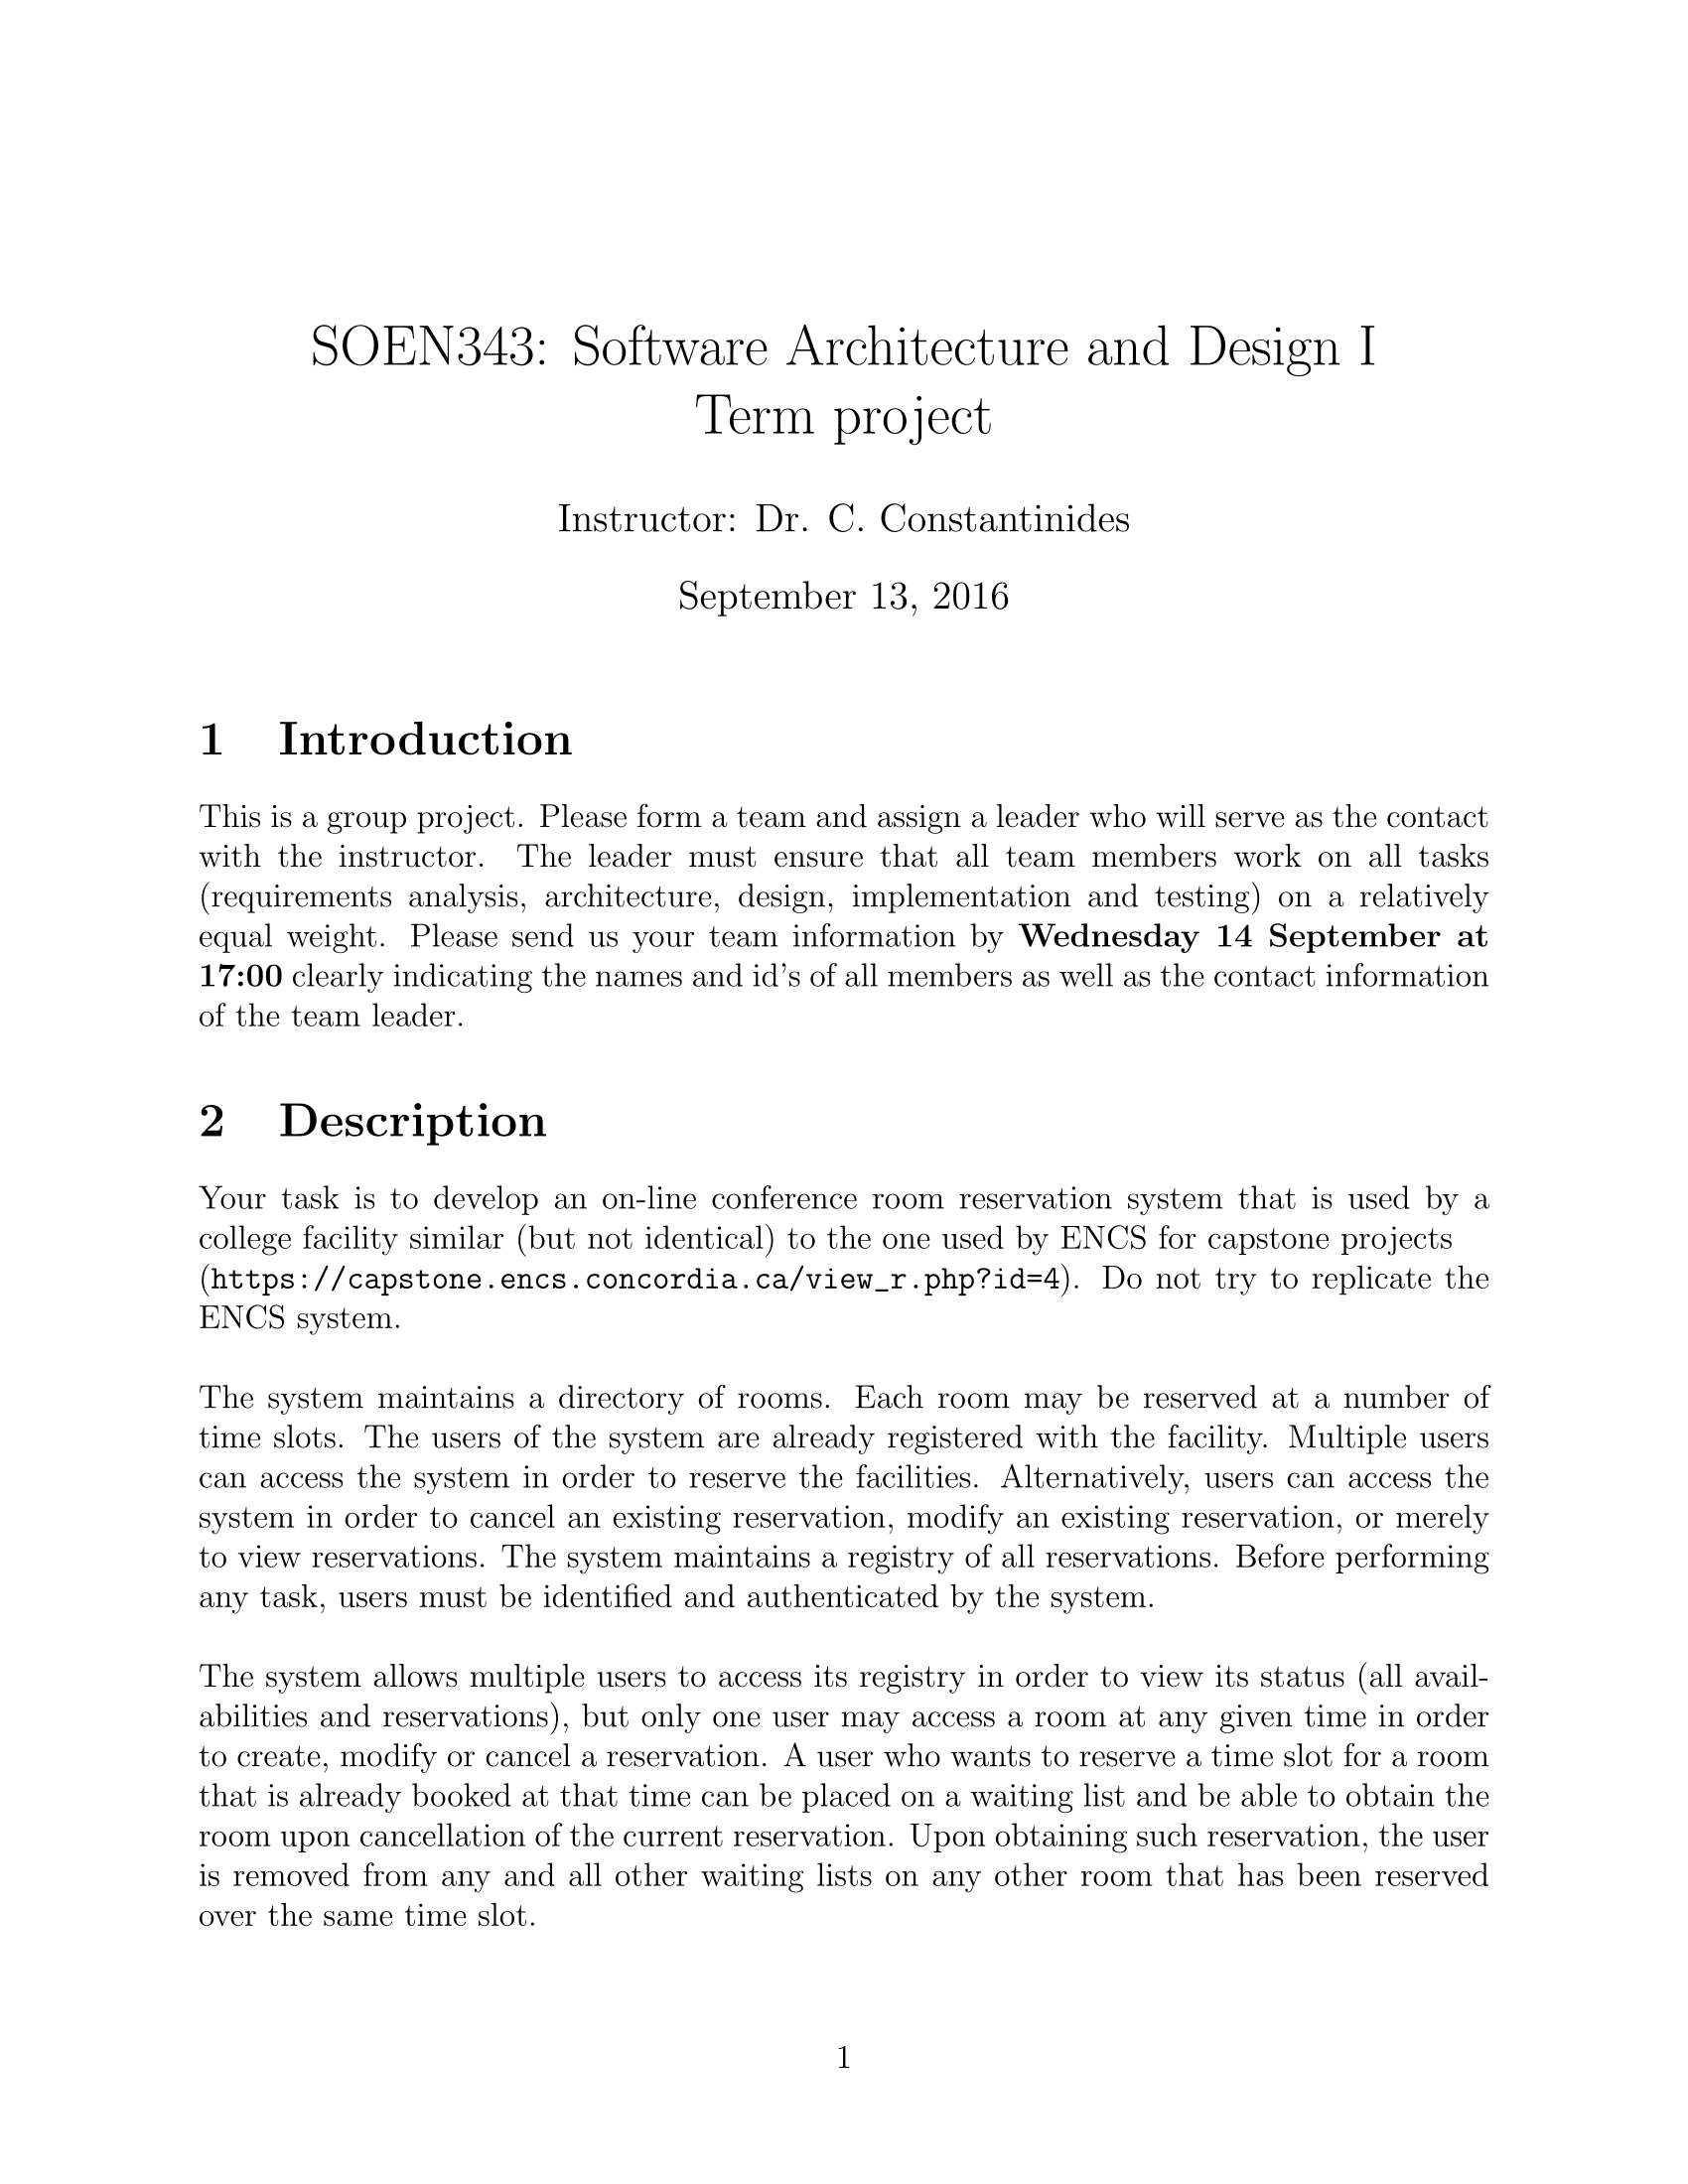 SOEN343: Software Architecture and Design I
Term project
Instructor: Dr. C. Constantinides
September 13, 2016
1 Introduction
This is a group project. Please form a team and assign a leader who will serve as the contact
with the instructor. The leader must ensure that all team members work on all tasks
(requirements analysis, architecture, design, implementation and testing) on a relatively
equal weight. Please send us your team information by Wednesday 14 September at
17:00 clearly indicating the names and id's of all members as well as the contact information
of the team leader.
2 Description
Your task is to develop an on-line conference room reservation system that is used by a
college facility similar (but not identical) to the one used by ENCS for capstone projects
(https://capstone.encs.concordia.ca/view_r.php?id=4). Do not try to replicate the
ENCS system.
The system maintains a directory of rooms. Each room may be reserved at a number of
time slots. The users of the system are already registered with the facility. Multiple users
can access the system in order to reserve the facilities. Alternatively, users can access the
system in order to cancel an existing reservation, modify an existing reservation, or merely
to view reservations. The system maintains a registry of all reservations. Before performing
any task, users must be identified and authenticated by the system.
The system allows multiple users to access its registry in order to view its status (all avail-
abilities and reservations), but only one user may access a room at any given time in order
to create, modify or cancel a reservation. A user who wants to reserve a time slot for a room
that is already booked at that time can be placed on a waiting list and be able to obtain the
room upon cancellation of the current reservation. Upon obtaining such reservation, the user
is removed from any and all other waiting lists on any other room that has been reserved
over the same time slot.
1